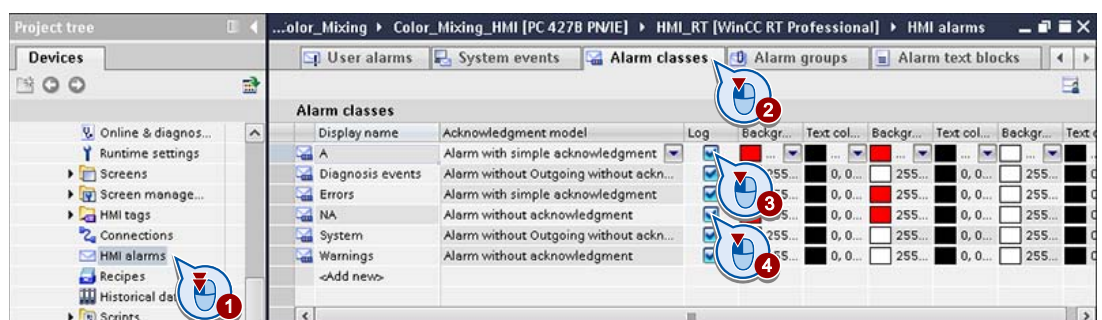 Project tree
...olor_Mixing ▸ Color_Mixing_HMI [PC 427B PN/IE] ▸ HMI_RT [WinCC RT Professional] ▸ HMI alarms
Devices
User alarms System events Alarm classes Alarm groups Alarm text blocks
2
Alarm classes
Display name Acknowledgment model Log Backgr... Text col... Backgr... Text col... Backgr... Text c
Online & diagnos...
Runtime settings
Screens
Screen manage...
HMI tags
Connections
HMI alarms
Recipes
Historical da
Scripts
1
A Alarm with simple acknowledgment ... ... ... ... ...
Diagnosis events Alarm without Outgoing without ackn... 255... 0, 0... 255... 0, 0... 255...
Errors Alarm with simple acknowledgment 0, 0... 255... 0, 0... 255...
3
NA Alarm without acknowledgment 5... 0, 0... 255... 0, 0... 255...
System Alarm without Outgoing without ackn... 255... 0, 0... 255... 0, 0... 255...
Warnings Alarm without acknowledgment 5... 0, 0... 255... 0, 0... 255...
4
<Add new>